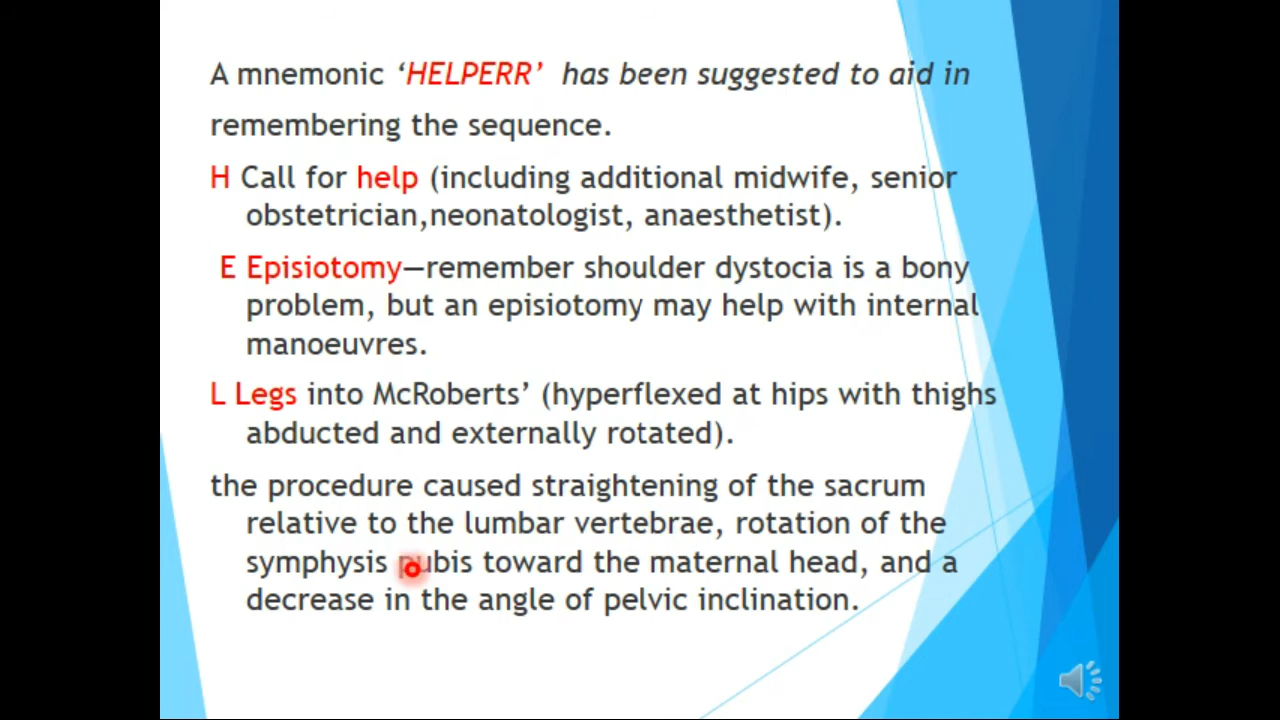 A mnemonic ‘HELPERR’ has been suggested to aid in
remembering the sequence.
H Call for help (including additional midwife, senior
obstetrician,neonatologist, anaesthetist).
E Episiotomy—remember shoulder dystocia is a bony
problem, but an episiotomy may help with internal
manoeuvres.
L Legs into McRoberts’ (hyperflexed at hips with thighs
abducted and externally rotated).
the procedure caused straightening of the sacrum
relative to the lumbar vertebrae, rotation of the
symphysis pubis toward the maternal head, and a
decrease in the angle of pelvic inclination.